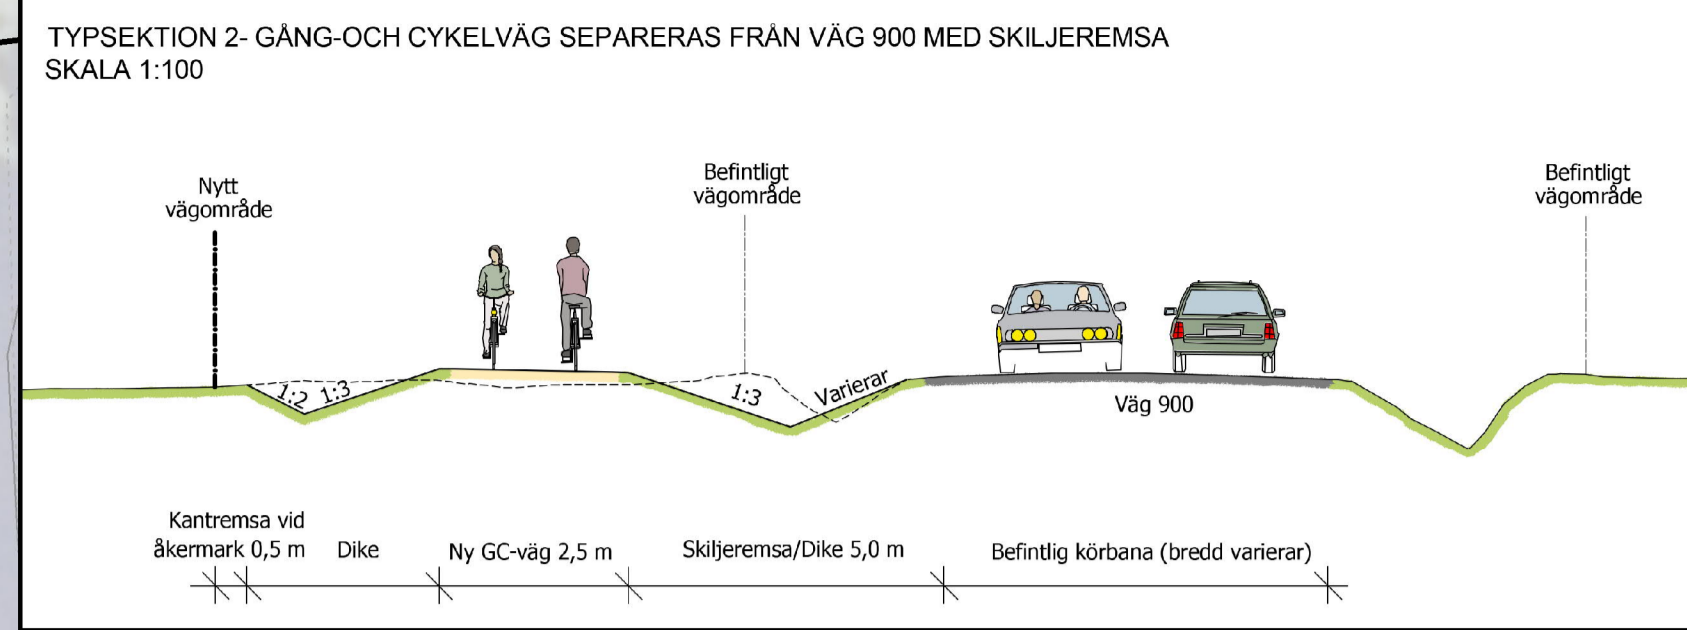 TYPSEKTION 2- GÅNG-OCH CYKELVÄG SEPARERAS FRÅN VÄG 900 MED SKILJEREMSA
SKALA 1:100
Nytt
vägområde
Befintligt
vägområde
Befintligt
vägområde
1:2
1:3
1:3
Varierar
Väg 900
Kantremsa vid
åkermark 0,5 m
Dike
Ny GC-väg 2,5 m
Skiljeremsa/Dike 5,0 m
Befintlig körbana (bredd varierar)